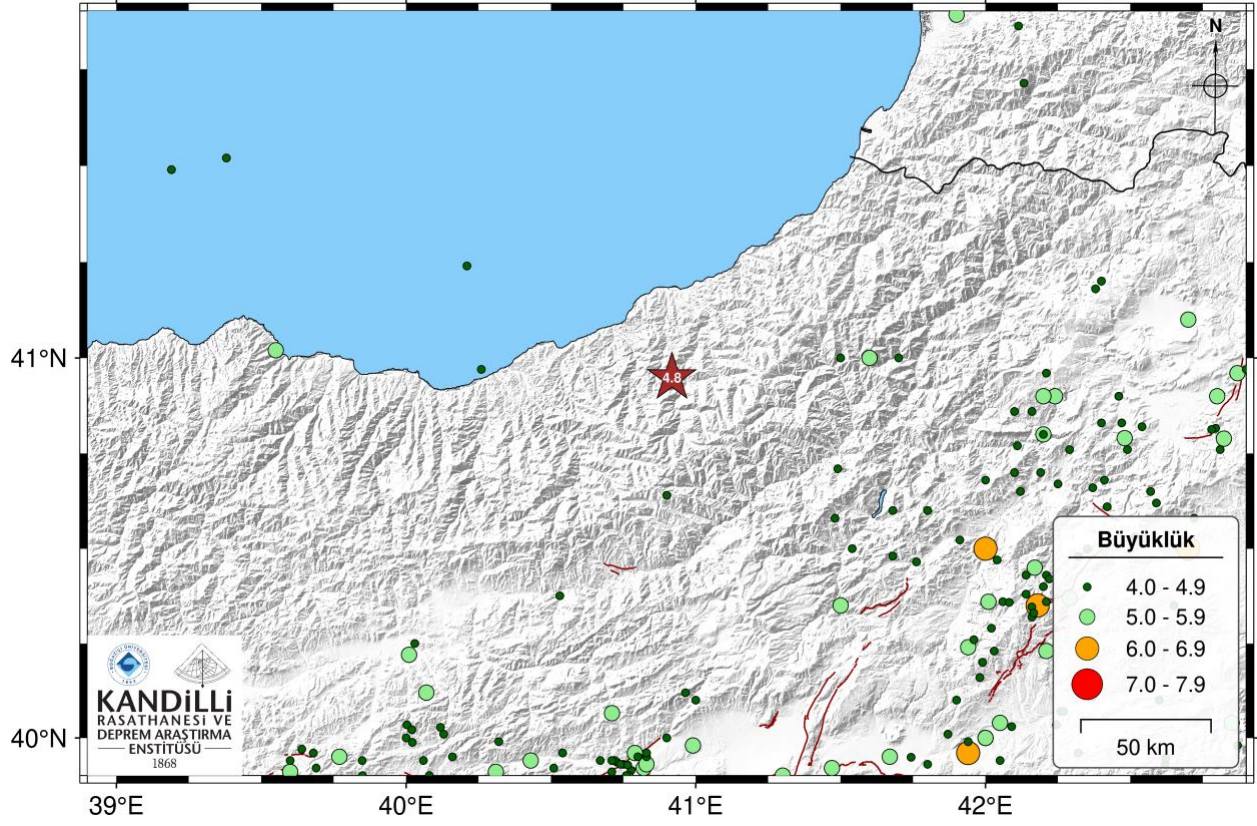 N
41°N
4.8
Büyüklük
4.0 - 4.9
5.0 - 5.9
6.0 - 6.9
7.0 - 7.9
50 km
KANDiLLi
RASATHANESİ VE
DEPREM ARAŞTIRMA
ENSTİTÜSÜ
1868
40°N
39°E
40°E
41°E
42°E